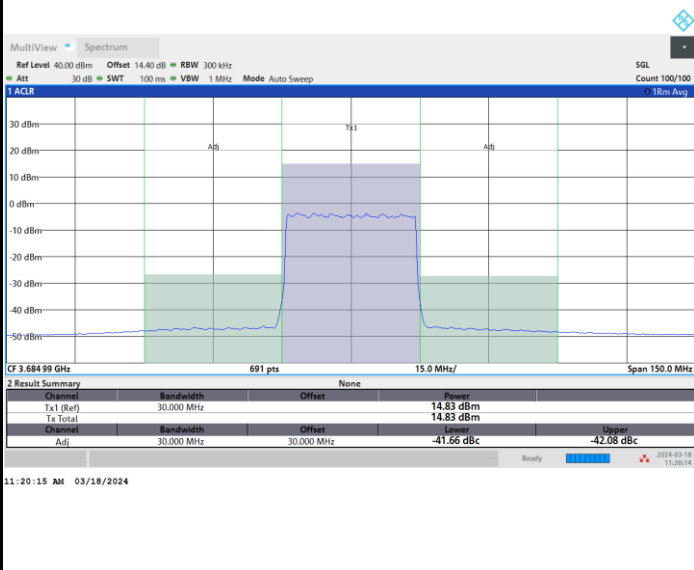 MultiView Spectrum
Ref Level 40.00 dBm Offset 14.40 dB RBW 300 kHz SGL
Att 30 dB SWT 100 ms VBW 1 MHz Mode Auto Sweep Count 100/100
1 ACLR 1Rm Avg
30 dBm
Tx1
20 dBm
Adj Adj
10 dBm
0 dBm
-10 dBm
-20 dBm
-30 dBm
-40 dBm
-50 dBm
CF 3.684 99 GHz 691 pts 15.0 MHz/ Span 150.0 MHz
2 Result Summary None
Channel Bandwidth Offset Power
Tx1 (Ref) 30.000 MHz 14.83 dBm
Tx Total 14.83 dBm
Channel Bandwidth Offset Lower Upper
Adj 30.000 MHz 30.000 MHz -41.66 dBc -42.08 dBc
Ready 2024-03-18
11:20:14
11:20:15 AM 03/18/2024